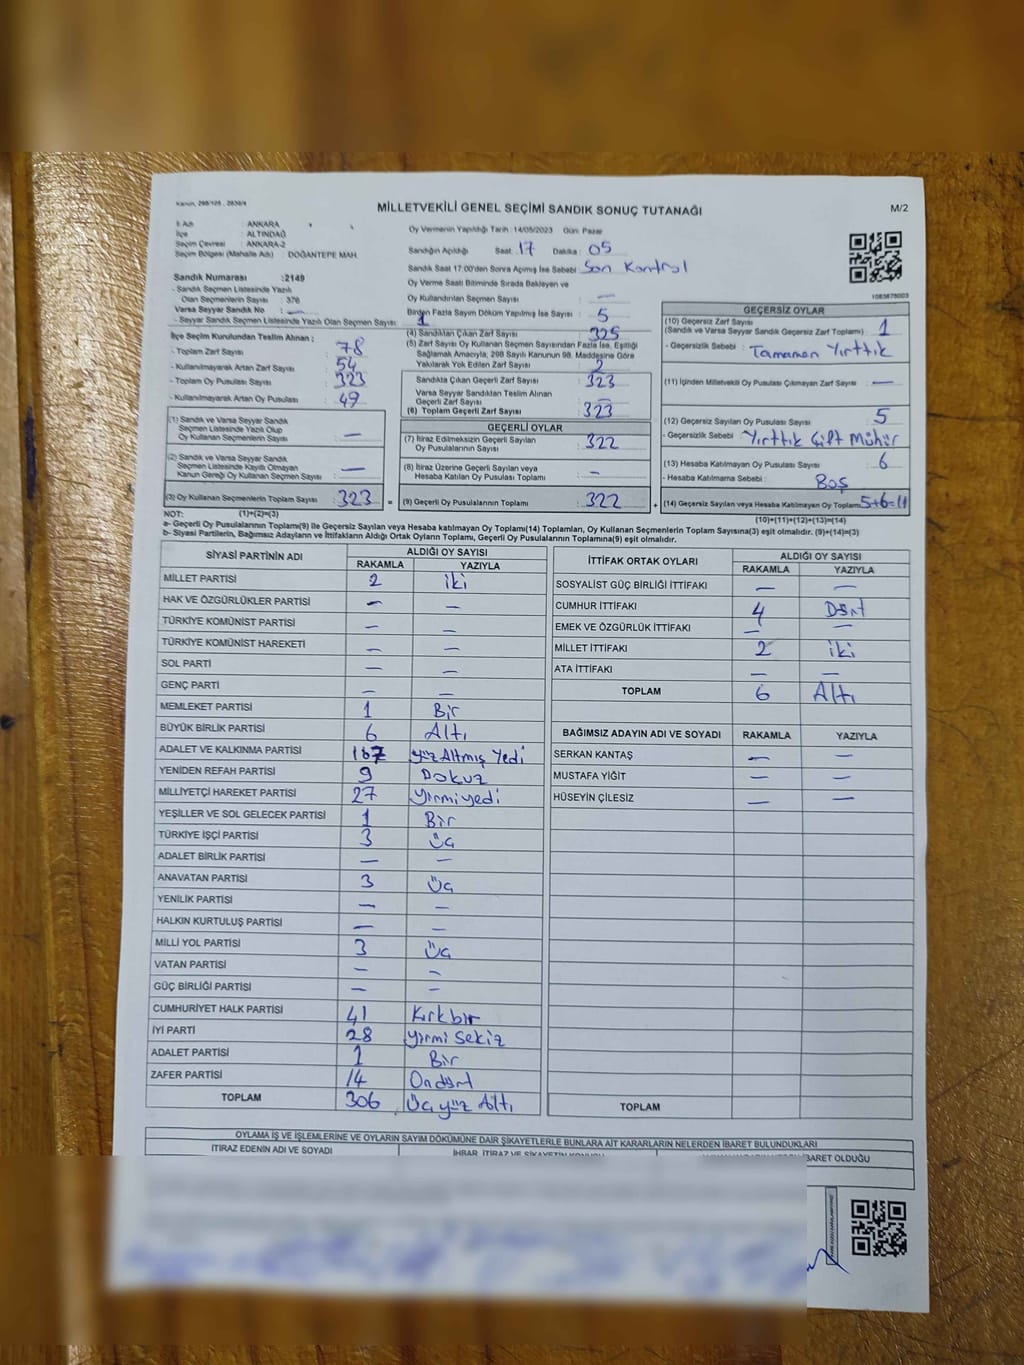 Kanun, 298/105 , 2839/4
MİLLETVEKİLİ GENEL SEÇİMİ SANDIK SONUÇ TUTANAĞI
M/2
İl Adı : ANKARA
İlçe : ALTINDAĞ
Seçim Çevresi : ANKARA-2
Seçim Bölgesi (Mahalle Adı) : DOĞANTEPE MAH.
Oy Vermenin Yapıldığı Tarih : 14/05/2023 Gün: Pazar
Sandığın Açıldığı Saat: 17 Dakika: 05
Sandık Saat 17:00'den Sonra Açılmış İse Sebebi : Son Kontrol
Oy Verme Saati Bitiminde Sırada Bekleyen ve
Oy Kullandırılan Seçmen Sayısı : —
Birden Fazla Sayım Döküm Yapılmış İse Sayısı : 5
Sandık Numarası :2149
- Sandık Seçmen Listesinde Yazılı
Olan Seçmenlerin Sayısı : 376
Varsa Seyyar Sandık No : —
- Seyyar Sandık Seçmen Listesinde Yazılı Olan Seçmen Sayısı : 1
İlçe Seçim Kurulundan Teslim Alınan ;
- Toplam Zarf Sayısı : 78
- Kullanılmayarak Artan Zarf Sayısı : 54
- Toplam Oy Pusulası Sayısı : 323
- Kullanılmayarak Artan Oy Pusulası : 49
(4) Sandıktan Çıkan Zarf Sayısı : 325
(5) Zarf Sayısı Oy Kullanan Seçmen Sayısından Fazla İse, Eşitliği
Sağlamak Amacıyla, 298 Sayılı Kanunun 98. Maddesine Göre
Yakılarak Yok Edilen Zarf Sayısı : 2
Sandıkta Çıkan Geçerli Zarf Sayısı : 323
Varsa Seyyar Sandıktan Teslim Alınan
Geçerli Zarf Sayısı : —
(6) Toplam Geçerli Zarf Sayısı : 323
GEÇERSİZ OYLAR
1083878003
(10) Geçersiz Zarf Sayısı
(Sandık ve Varsa Seyyar Sandık Geçersiz Zarf Toplamı) : 1
- Geçersizlik Sebebi : Tamamen Yırttık
(11) İçinden Milletvekili Oy Pusulası Çıkmayan Zarf Sayısı : —
(12) Geçersiz Sayılan Oy Pusulası Sayısı : 5
- Geçersizlik Sebebi : Yırttık Çift Mühür
(13) Hesaba Katılmayan Oy Pusulası Sayısı : 6
- Hesaba Katılmama Sebebi : Boş
(14) Geçersiz Sayılan veya Hesaba Katılmayan Oy Toplamı: 5+6=11
(10)+(11)+(12)+(13)=(14)
(1) Sandık ve Varsa Seyyar Sandık
Seçmen Listesinde Yazılı Olup
Oy Kullanan Seçmenlerin Sayısı : —
(2) Sandık ve Varsa Seyyar Sandık
Seçmen Listesinde Kayıtlı Olmayan
Kanun Gereği Oy Kullanan Seçmen Sayısı : —
(3) Oy Kullanan Seçmenlerin Toplam Sayısı : 323 =
GEÇERLİ OYLAR
(7) İtiraz Edilmeksizin Geçerli Sayılan
Oy Pusulalarının Sayısı : 322
(8) İtiraz Üzerine Geçerli Sayılan veya
Hesaba Katılan Oy Pusulası Toplamı : —
(9) Geçerli Oy Pusulalarının Toplamı : 322 +
NOT: (1)+(2)=(3)
a- Geçerli Oy Pusulalarının Toplamı(9) ile Geçersiz Sayılan veya Hesaba katılmayan Oy Toplamı(14) Toplamları, Oy Kullanan Seçmenlerin Toplam Sayısına(3) eşit olmalıdır. (9)+(14)=(3)
b- Siyasi Partilerin, Bağımsız Adayların ve İttifakların Aldığı Ortak Oyların Toplamı, Geçerli Oy Pusulalarının Toplamına(9) eşit olmalıdır.
SİYASİ PARTİNİN ADI ALDIĞI OY SAYISI
RAKAMLA YAZIYLA
MİLLET PARTİSİ 2 iki
HAK VE ÖZGÜRLÜKLER PARTİSİ — —
TÜRKİYE KOMÜNİST PARTİSİ — —
TÜRKİYE KOMÜNİST HAREKETİ — —
SOL PARTİ — —
GENÇ PARTİ — —
MEMLEKET PARTİSİ 1 Bir
BÜYÜK BİRLİK PARTİSİ 6 Altı
ADALET VE KALKINMA PARTİSİ 167 yüz Altmış Yedi
YENİDEN REFAH PARTİSİ 9 Dokuz
MİLLİYETÇİ HAREKET PARTİSİ 27 yirmiyedi
YEŞİLLER VE SOL GELECEK PARTİSİ 1 Bir
TÜRKİYE İŞÇİ PARTİSİ 3 Üç
ADALET BİRLİK PARTİSİ — —
ANAVATAN PARTİSİ 3 Üç
YENİLİK PARTİSİ — —
HALKIN KURTULUŞ PARTİSİ — —
MİLLİ YOL PARTİSİ 3 Üç
VATAN PARTİSİ — —
GÜÇ BİRLİĞİ PARTİSİ — —
CUMHURİYET HALK PARTİSİ 41 Kırkbir
İYİ PARTİ 28 yirmi sekiz
ADALET PARTİSİ 1 Bir
ZAFER PARTİSİ 14 Ondört
TOPLAM 306 Üç yüz Altı
İTTİFAK ORTAK OYLARI ALDIĞI OY SAYISI
RAKAMLA YAZIYLA
SOSYALİST GÜÇ BİRLİĞİ İTTİFAKI — —
CUMHUR İTTİFAKI 4 Dört
EMEK VE ÖZGÜRLÜK İTTİFAKI —
MİLLET İTTİFAKI 2 iki
ATA İTTİFAKI — —
TOPLAM 6 Altı
BAĞIMSIZ ADAYIN ADI VE SOYADI RAKAMLA YAZIYLA
SERKAN KANTAŞ — —
MUSTAFA YİĞİT — —
HÜSEYİN ÇİLESİZ — —
TOPLAM
OYLAMA İŞ VE İŞLEMLERİNE VE OYLARIN SAYIM DÖKÜMÜNE DAİR ŞİKAYETLERLE BUNLARA AİT KARARLARIN NELERDEN İBARET BULUNDUKLARI
İTİRAZ EDENİN ADI VE SOYADI
İHBAR, İTİRAZ VE ŞİKAYETİN KONUSU
İBARET OLDUĞU